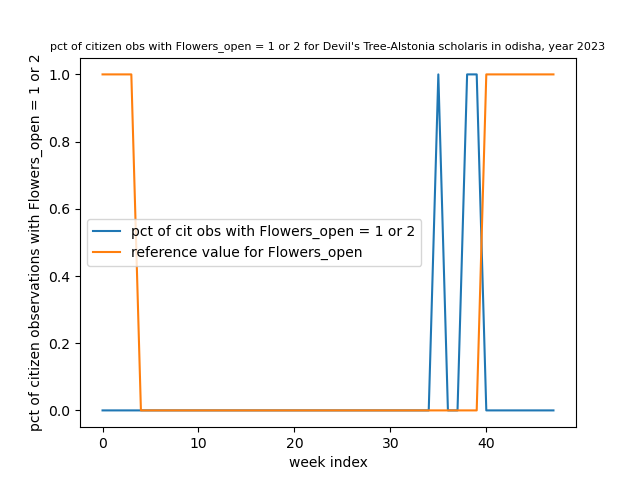 pct of citizen obs with Flowers_open = 1 or 2 for Devil's Tree-Alstonia scholaris in odisha, year 2023
pct of citizen observations with Flowers_open = 1 or 2
1.0
0.8
0.6
0.4
0.2
0.0
pct of cit obs with Flowers_open = 1 or 2
reference value for Flowers_open
0 10 20 30 40
week index